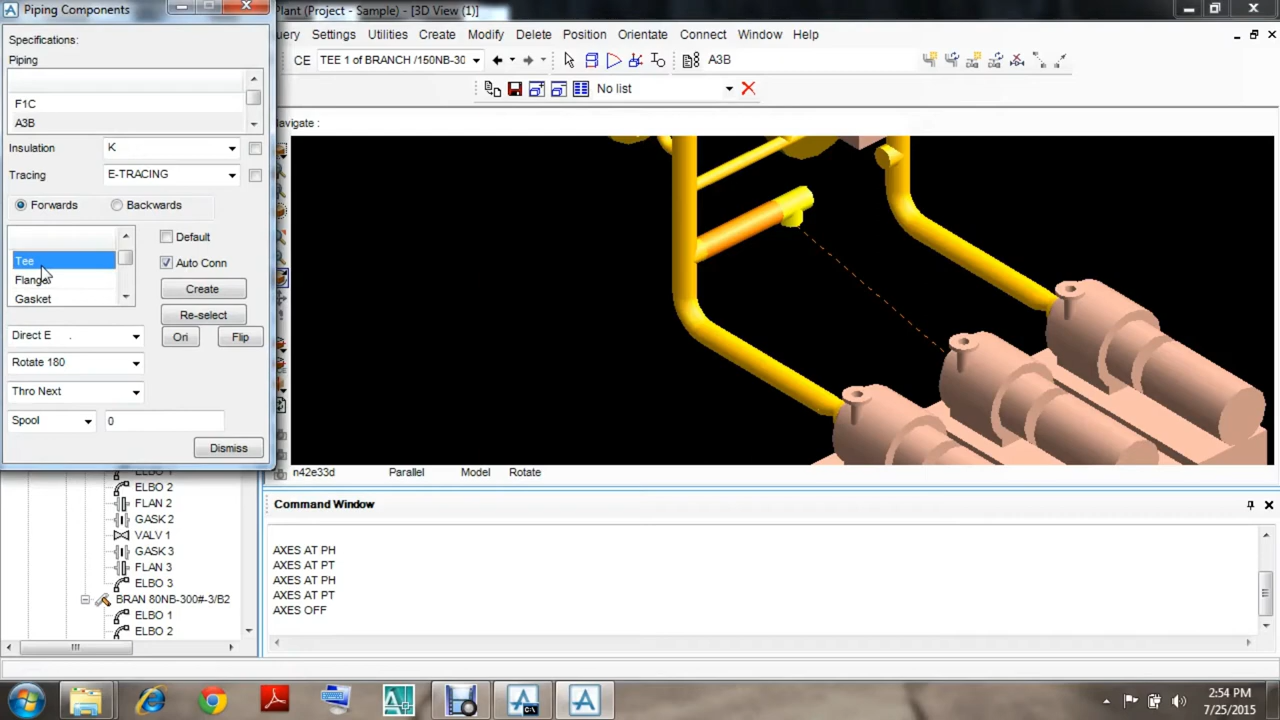 Piping Components
Plant (Project - Sample) - [3D View (1)]
Specifications:
Piping
F1C
A3B
Insulation K
Tracing E-TRACING
Forwards Backwards
Tee
Flange
Gasket
Default
Auto Conn
Create
Re-select
Ori Flip
Direct E .
Rotate 180
Thro Next
Spool 0
Dismiss
Settings Utilities Create Modify Delete Position Orientate Connect Window Help
CE TEE 1 of BRANCH /150NB-30 A3B
No list
n42e33d Parallel Model Rotate
Command Window
AXES AT PH
AXES AT PT
AXES AT PH
AXES AT PT
AXES OFF
ELBO 2
FLAN 2
GASK 2
VALV 1
GASK 3
FLAN 3
ELBO 3
BRAN 80NB-300#-3/B2
ELBO 1
ELBO 2
2:54 PM
7/25/2015